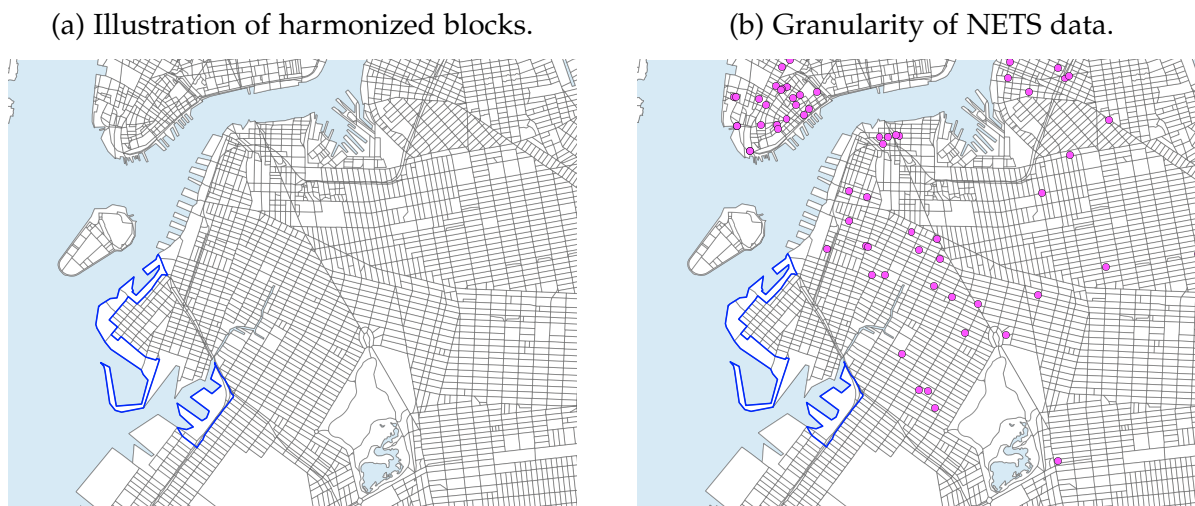 (a) Illustration of harmonized blocks.
(b) Granularity of NETS data.